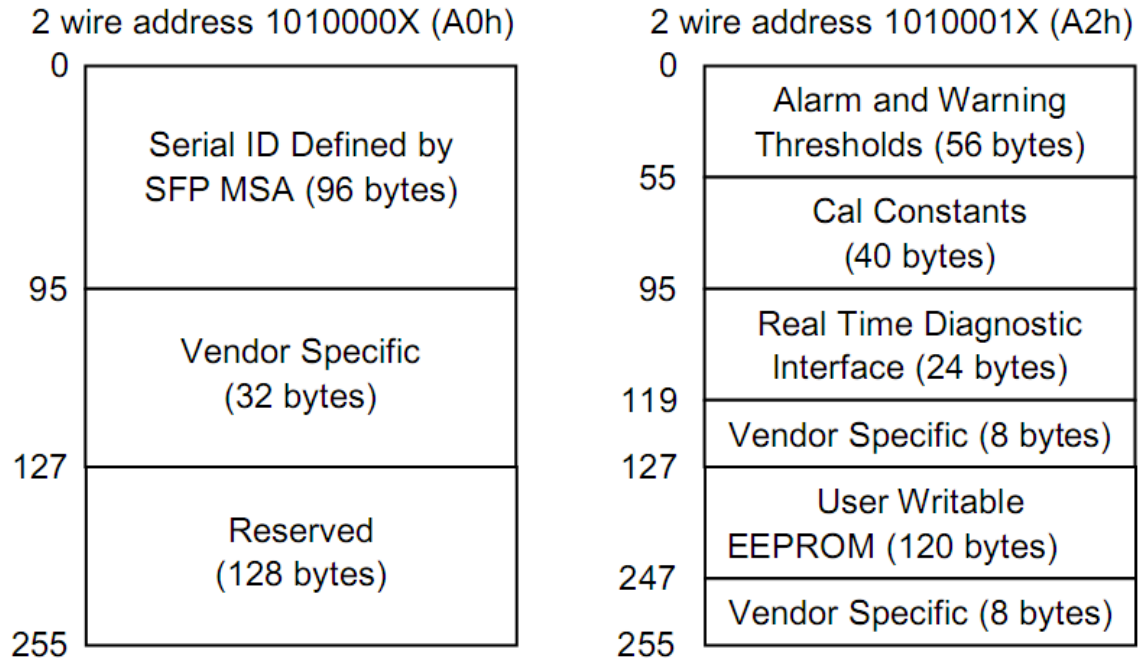 2 wire address 1010000X (A0h)
0
Serial ID Defined by
SFP MSA (96 bytes)
95
Vendor Specific
(32 bytes)
127
Reserved
(128 bytes)
255
2 wire address 1010001X (A2h)
0
Alarm and Warning
Thresholds (56 bytes)
55
Cal Constants
(40 bytes)
95
Real Time Diagnostic
Interface (24 bytes)
119
Vendor Specific (8 bytes)
127
User Writable
EEPROM (120 bytes)
247
Vendor Specific (8 bytes)
255